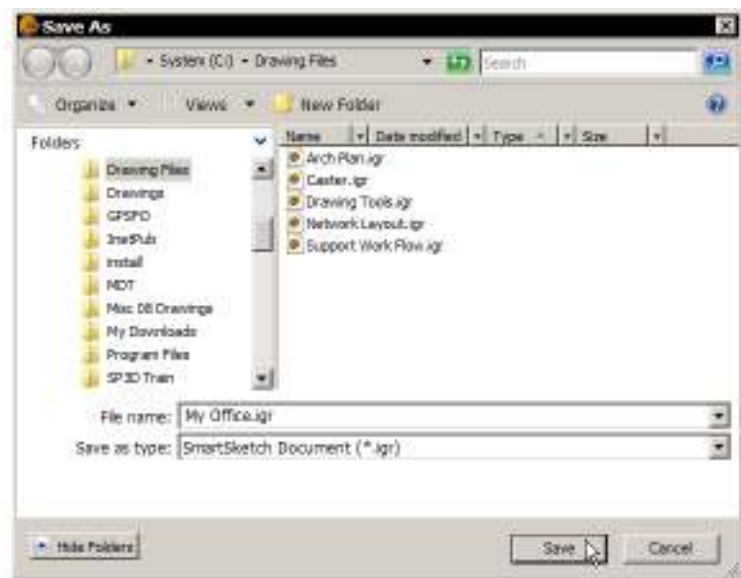 Save As
System (C:) Drawing Files
Search
Organize Views New Folder
Folders
Name Date modified Type Size
Drawing Files
Drawings
GPSPO
InetPub
install
MDT
Misc 08 Drawings
My Downloads
Program Files
SP3D Train
Arch Plan.igr
Caster.igr
Drawing Tools.igr
Network Layout.igr
Support Work Flow.igr
File name: My Office.igr
Save as type: SmartSketch Document (*.igr)
Hide Folders
Save Cancel